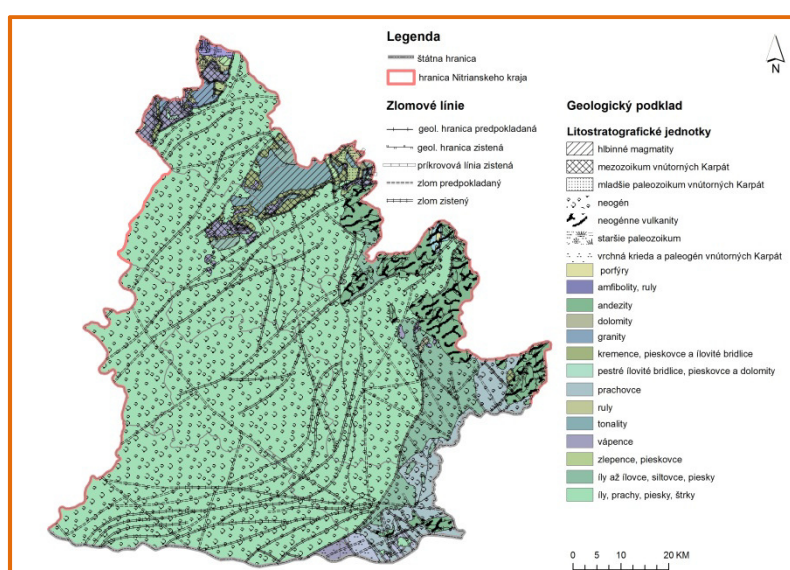 Legenda
štátna hranica
hranica Nitrianskeho kraja
Zlomové línie
geol. hranica predpokladaná
geol. hranica zistená
príkrovová línia zistená
zlom predpokladaný
zlom zistený
N
Geologický podklad
Litostratografické jednotky
hlbinné magmatity
mezozoikum vnútorných Karpát
mladšie paleozoikum vnútorných Karpát
neogén
neogénne vulkanity
staršie paleozoikum
vrchná krieda a paleogén vnútorných Karpát
porfýry
amfibolity, ruly
andezity
dolomity
granity
kremence, pieskovce a ílovité bridlice
pestré ílovité bridlice, pieskovce a dolomity
prachovce
ruly
tonality
vápence
zlepence, pieskovce
íly až ílovce, siltovce, piesky
íly, prachy, piesky, štrky
0 5 10 20 KM